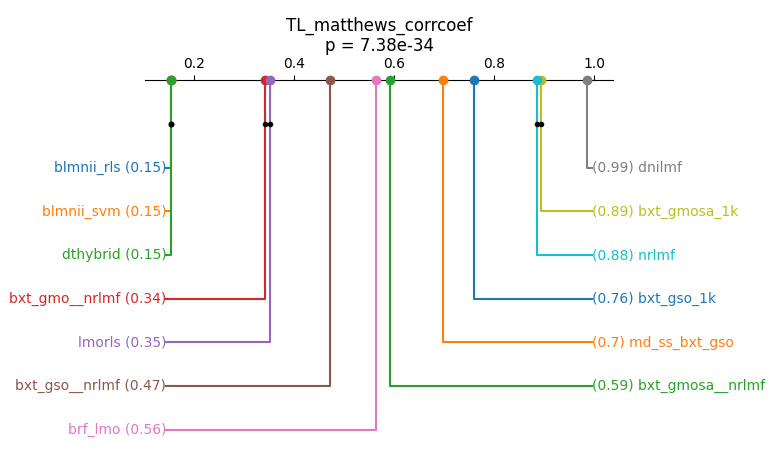 TL_matthews_corrcoef
p = 7.38e-34
0.2 0.4 0.6 0.8 1.0
blmnii_rls (0.15) (0.99) dnilmf
blmnii_svm (0.15) (0.89) bxt_gmosa_1k
dthybrid (0.15) (0.88) nrlmf
bxt_gmo__nrlmf (0.34) (0.76) bxt_gso_1k
lmorls (0.35) (0.7) md_ss_bxt_gso
bxt_gso__nrlmf (0.47) (0.59) bxt_gmosa__nrlmf
brf_lmo (0.56)